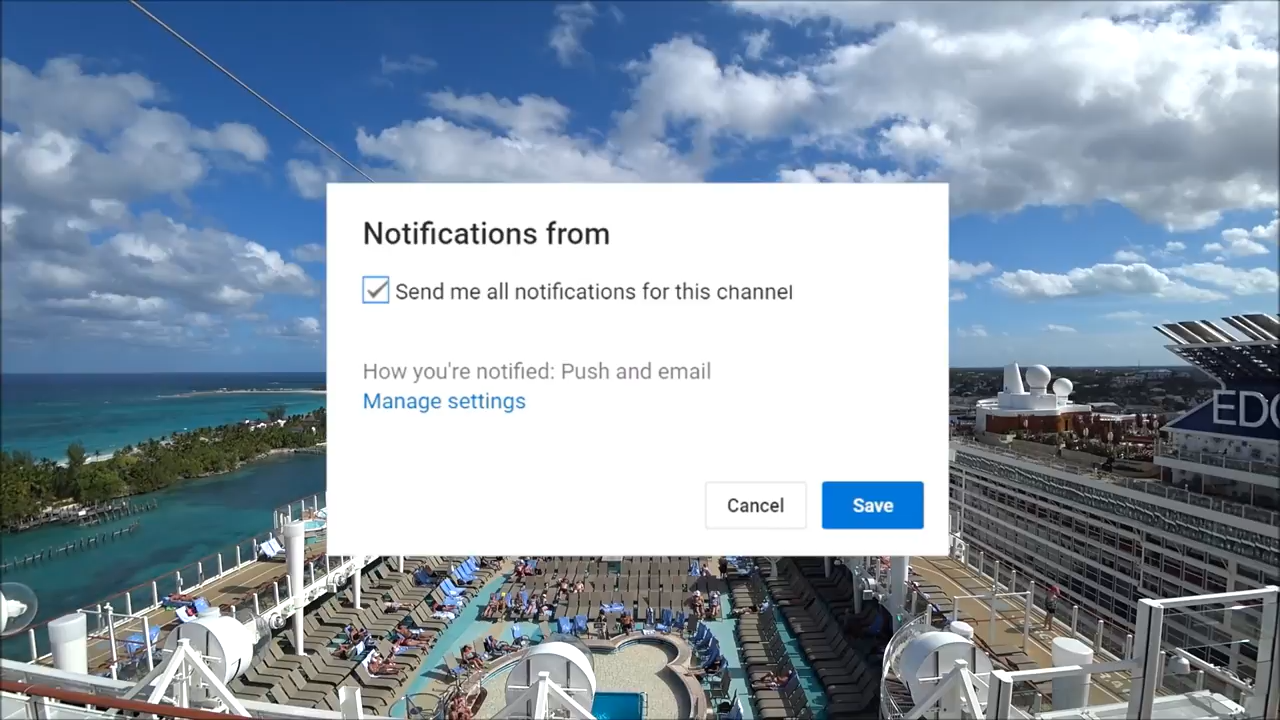 Notifications from
Send me all notifications for this channel
How you're notified: Push and email
Manage settings
Cancel
Save